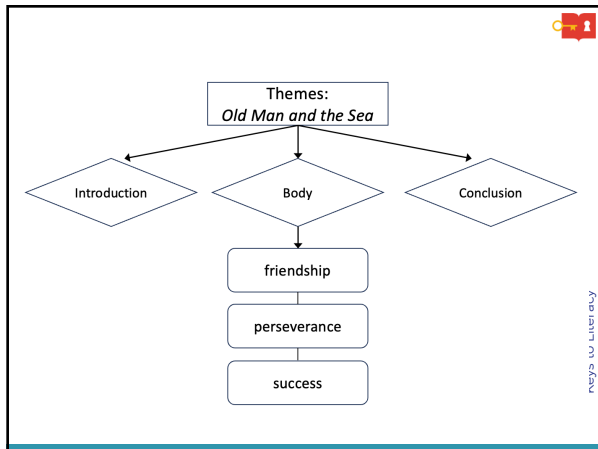 Themes:
Old Man and the Sea
Introduction
Body
Conclusion
friendship
perseverance
success
Keys to Literacy